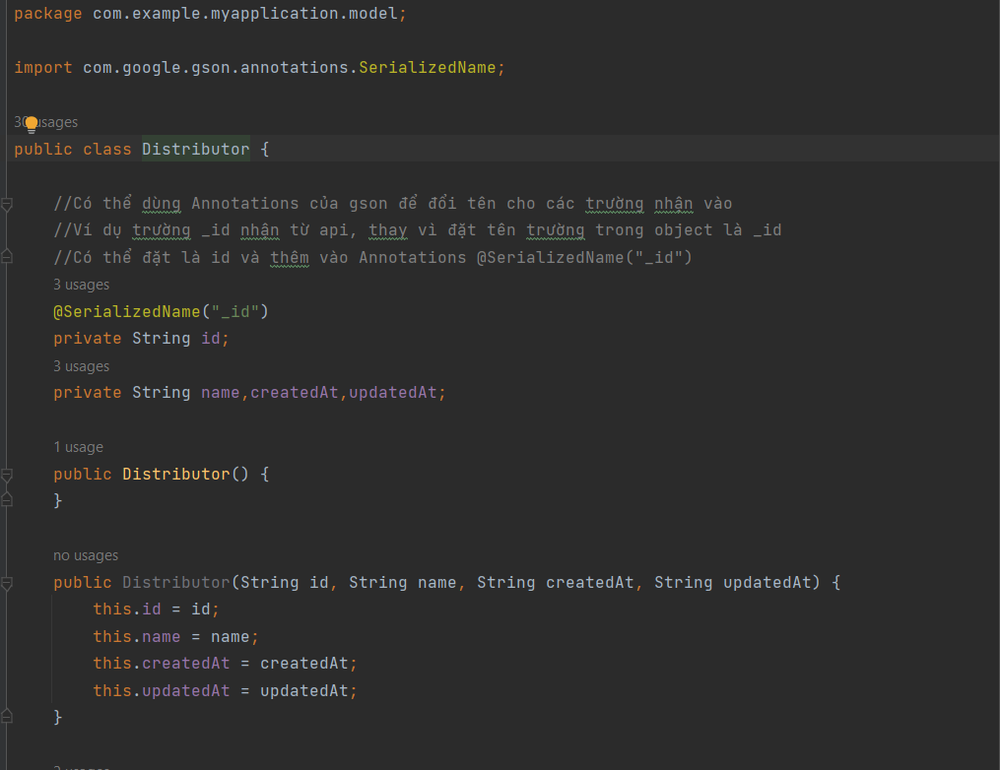 package com.example.myapplication.model;
import com.google.gson.annotations.SerializedName;
30 usages
public class Distributor {
//Có thể dùng Annotations của gson để đổi tên cho các trường nhận vào
//Ví dụ trường _id nhận từ api, thay vì đặt tên trường trong object là _id
//Có thể đặt là id và thêm vào Annotations @SerializedName("_id")
3 usages
@SerializedName("_id")
private String id;
3 usages
private String name,createdAt,updatedAt;
1 usage
public Distributor() {
}
no usages
public Distributor(String id, String name, String createdAt, String updatedAt) {
this.id = id;
this.name = name;
this.createdAt = createdAt;
this.updatedAt = updatedAt;
}